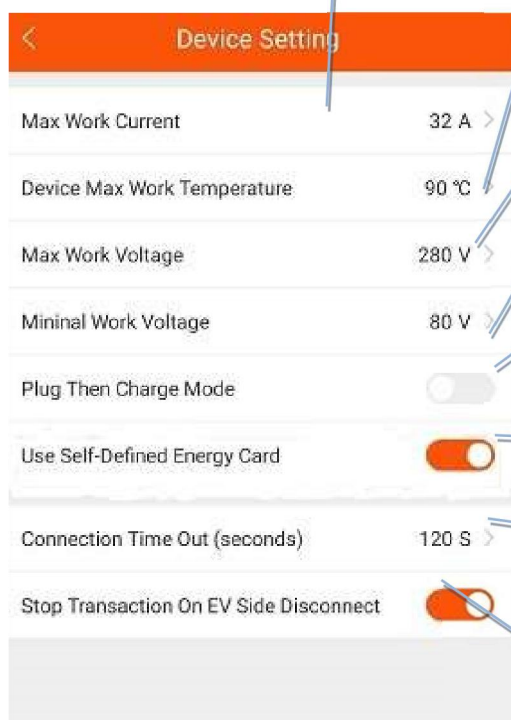 Device Setting
Max Work Current 32 A
Device Max Work Temperature 90 ℃
Max Work Voltage 280 V
Mininal Work Voltage 80 V
Plug Then Charge Mode
Use Self-Defined Energy Card
Connection Time Out (seconds) 120 S
Stop Transaction On EV Side Disconnect